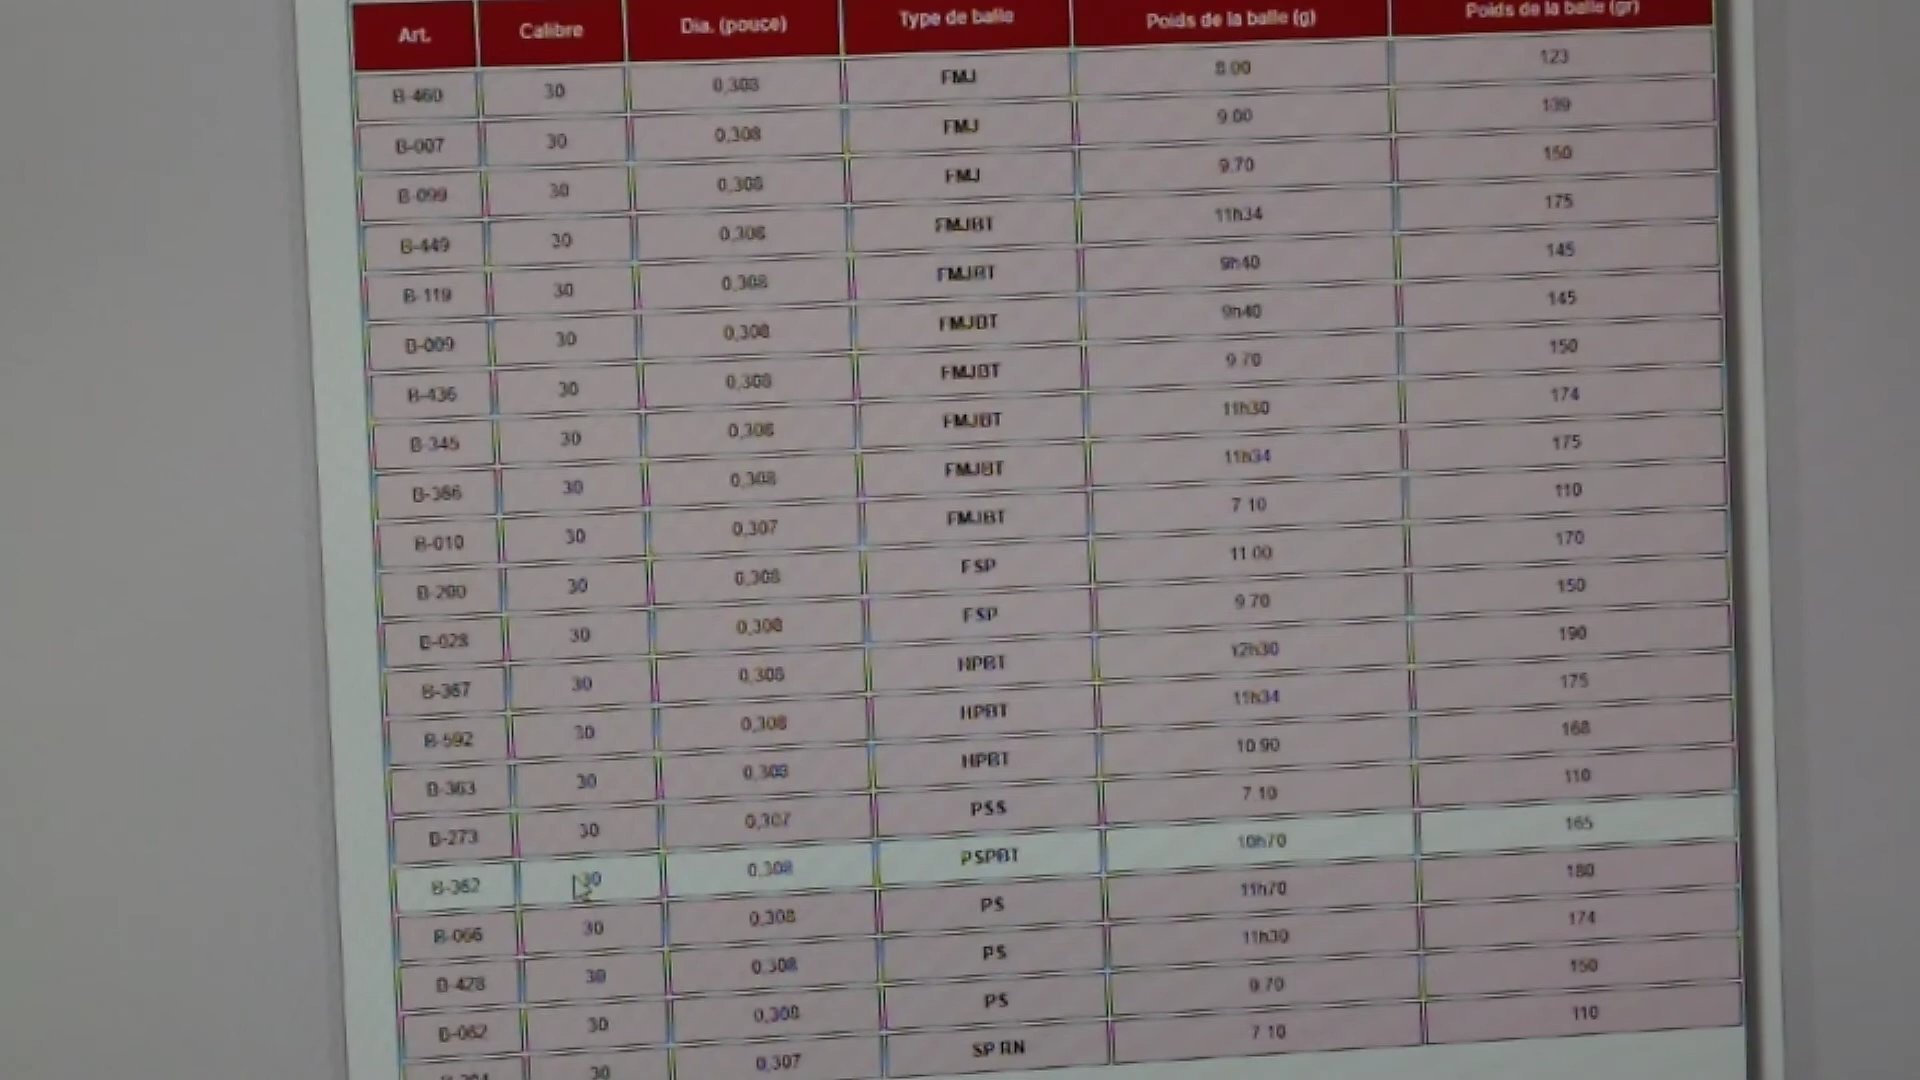 Art. Calibre Dia. (pouce) Type de balle Poids de la balle (g) Poids de la balle (gr)
B-460 30 0,308 FMJ 8.00 123
B-007 30 0,308 FMJ 9.00 139
B-099 30 0,308 FMJ 9.70 150
B-449 30 0,308 FMJBT 11h34 175
B-119 30 0,308 FMJBT 9h40 145
B-009 30 0,308 FMJBT 9h40 145
B-436 30 0,308 FMJBT 9.70 150
B-345 30 0,308 FMJBT 11h30 174
B-386 30 0,308 FMJBT 11h34 175
B-010 30 0,307 FMJBT 7.10 110
B-200 30 0,308 FSP 11.00 170
B-028 30 0,308 FSP 9.70 150
B-367 30 0,308 HPBT 12h30 190
B-592 30 0,308 HPBT 11h34 175
B-363 30 0,308 HPBT 10.90 168
B-273 30 0,307 PSS 7.10 110
B-362 30 0,308 PSPBT 10h70 165
B-066 30 0,308 PS 11h70 180
B-428 30 0,308 PS 11h30 174
B-062 30 0,308 PS 9.70 150
30 0,307 SP RN 7.10 110